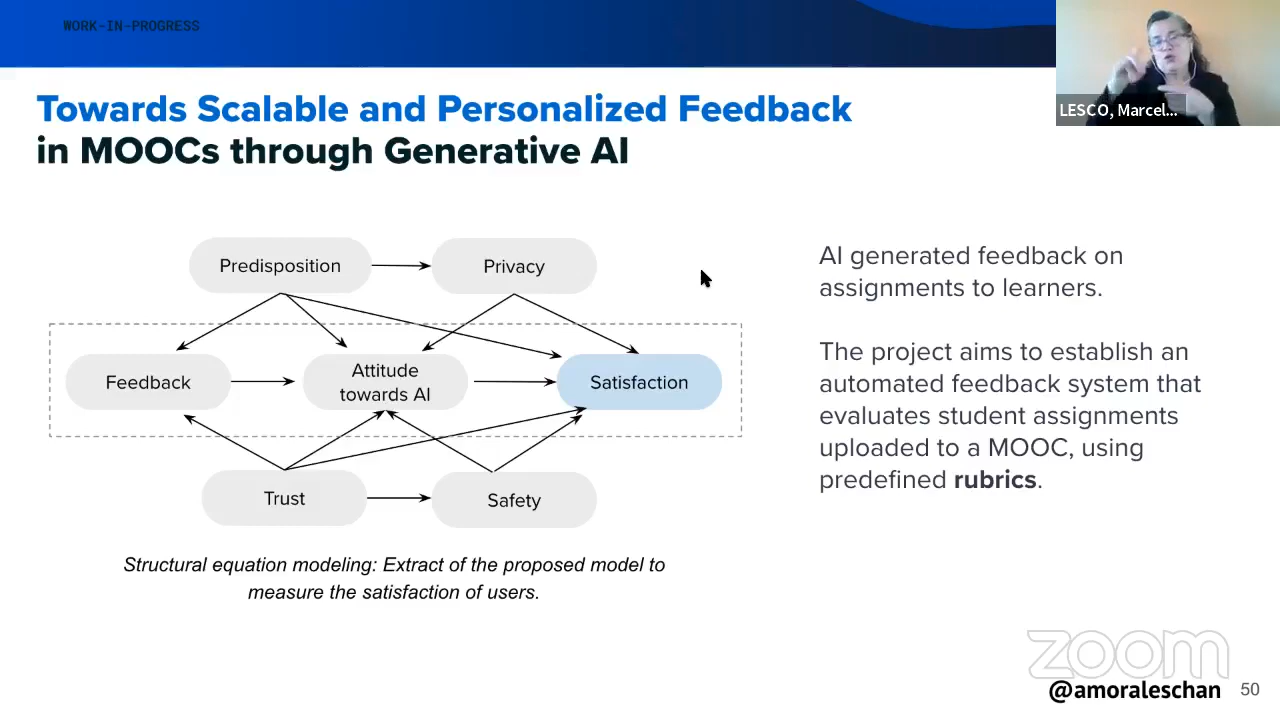 WORK-IN-PROGRESS
LESCO, Marcel...
Towards Scalable and Personalized Feedback
in MOOCs through Generative AI
Predisposition
Privacy
Feedback
Attitude
towards AI
Satisfaction
Trust
Safety
Structural equation modeling: Extract of the proposed model to
measure the satisfaction of users.
AI generated feedback on
assignments to learners.
The project aims to establish an
automated feedback system that
evaluates student assignments
uploaded to a MOOC, using
predefined rubrics.
zoom
@amoraleschan
50